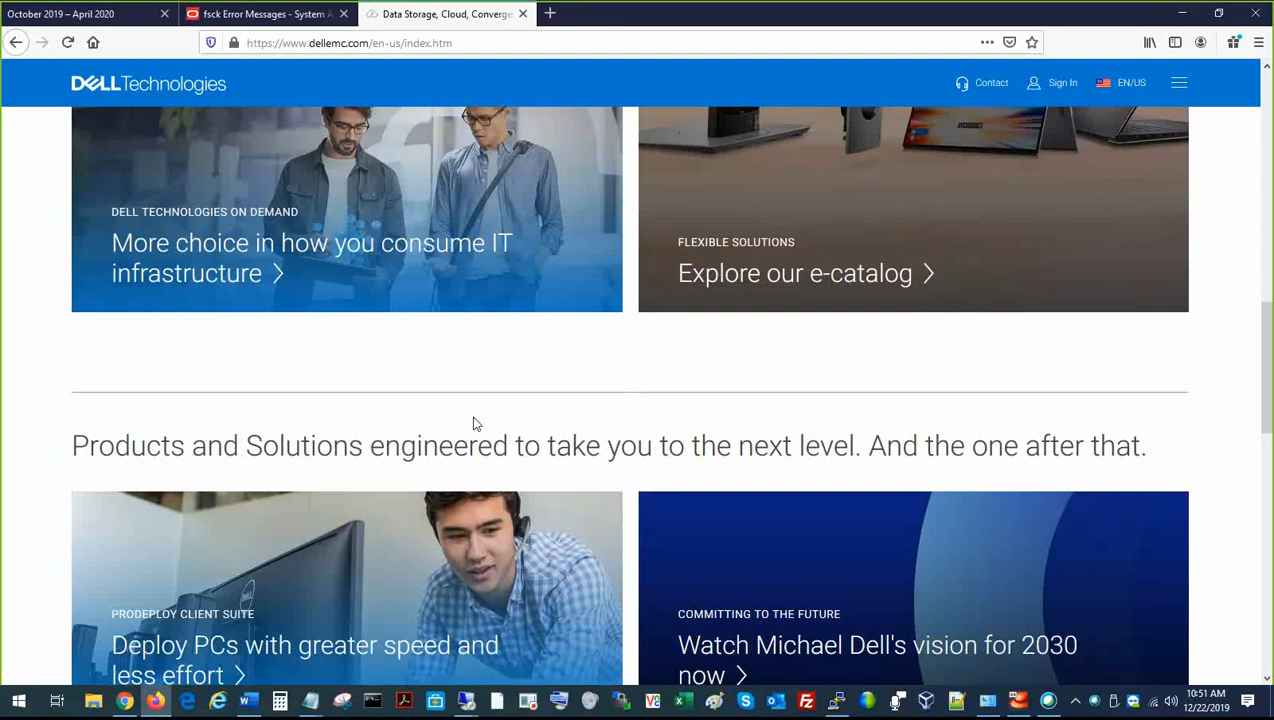 October 2019 – April 2020
fsck Error Messages - System A
Data Storage, Cloud, Converge
https://www.dellemc.com/en-us/index.htm
DELL Technologies
Contact
Sign In
EN/US
DELL TECHNOLOGIES ON DEMAND
More choice in how you consume IT
infrastructure >
FLEXIBLE SOLUTIONS
Explore our e-catalog >
Products and Solutions engineered to take you to the next level. And the one after that.
PRODEPLOY CLIENT SUITE
Deploy PCs with greater speed and
less effort >
COMMITTING TO THE FUTURE
Watch Michael Dell's vision for 2030
now >
10:51 AM
12/22/2019